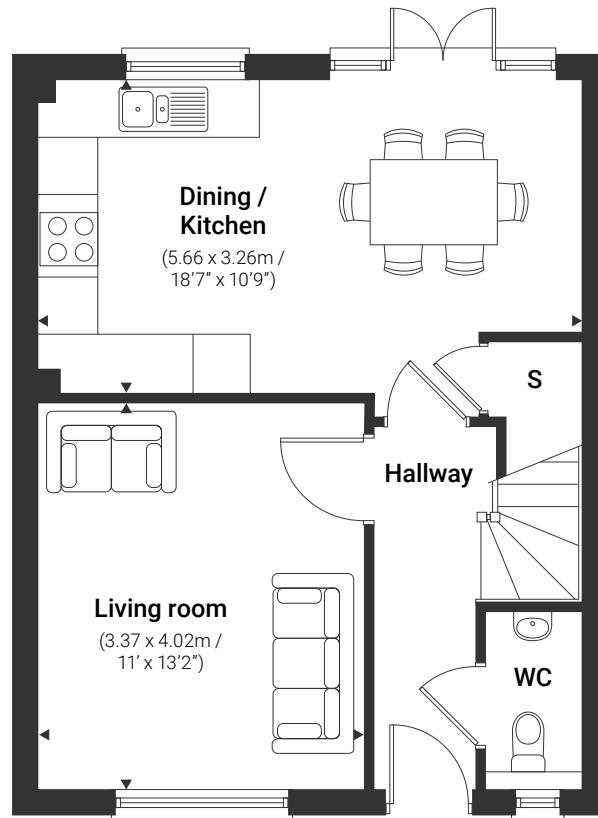 Dining /
Kitchen
(5.66 x 3.26m /
18’7” x 10’9”)
S
Hallway
Living room
(3.37 x 4.02m /
11’ x 13’2”)
WC